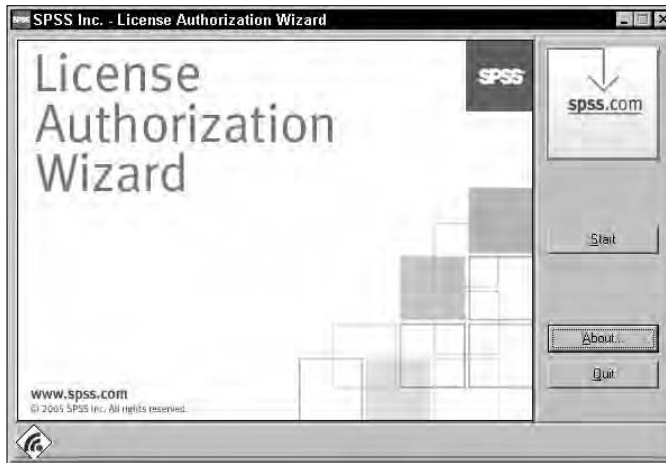 SPSS Inc. - License Authorization Wizard
License
Authorization
Wizard
SPSS
spss.com
Start
About...
Quit
www.spss.com
© 2005 SPSS Inc. All rights reserved.